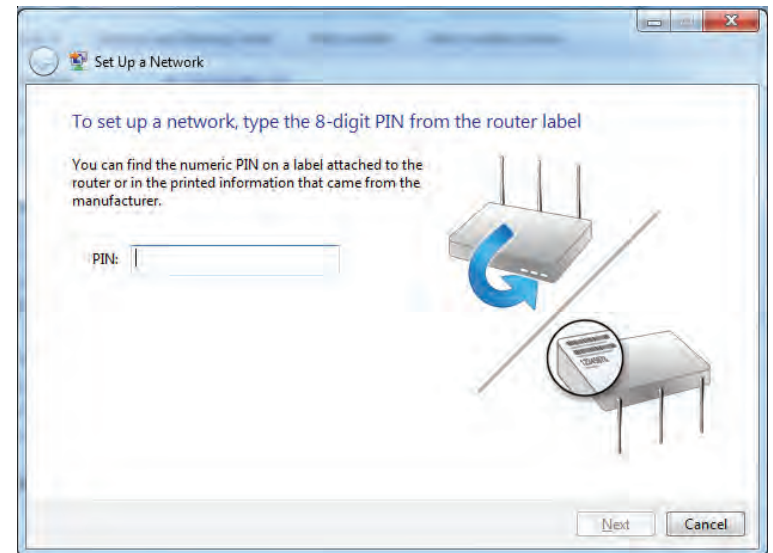 Set Up a Network
To set up a network, type the 8-digit PIN from the router label
You can find the numeric PIN on a label attached to the
router or in the printed information that came from the
manufacturer.
PIN:
12345670
Next
Cancel